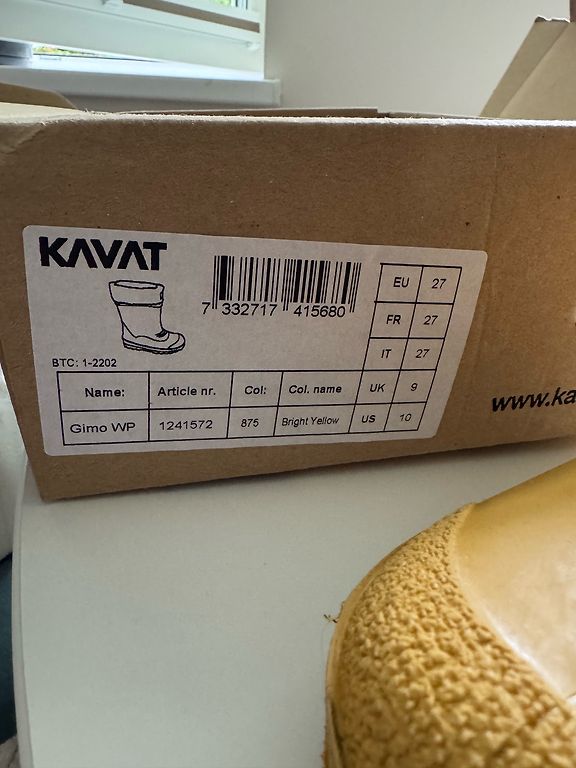 KAVAT
7 332717 415680
EU 27
FR 27
IT 27
BTC: 1-2202
Name: Article nr. Col: Col. name UK 9
Gimo WP 1241572 875 Bright Yellow US 10
www.ka